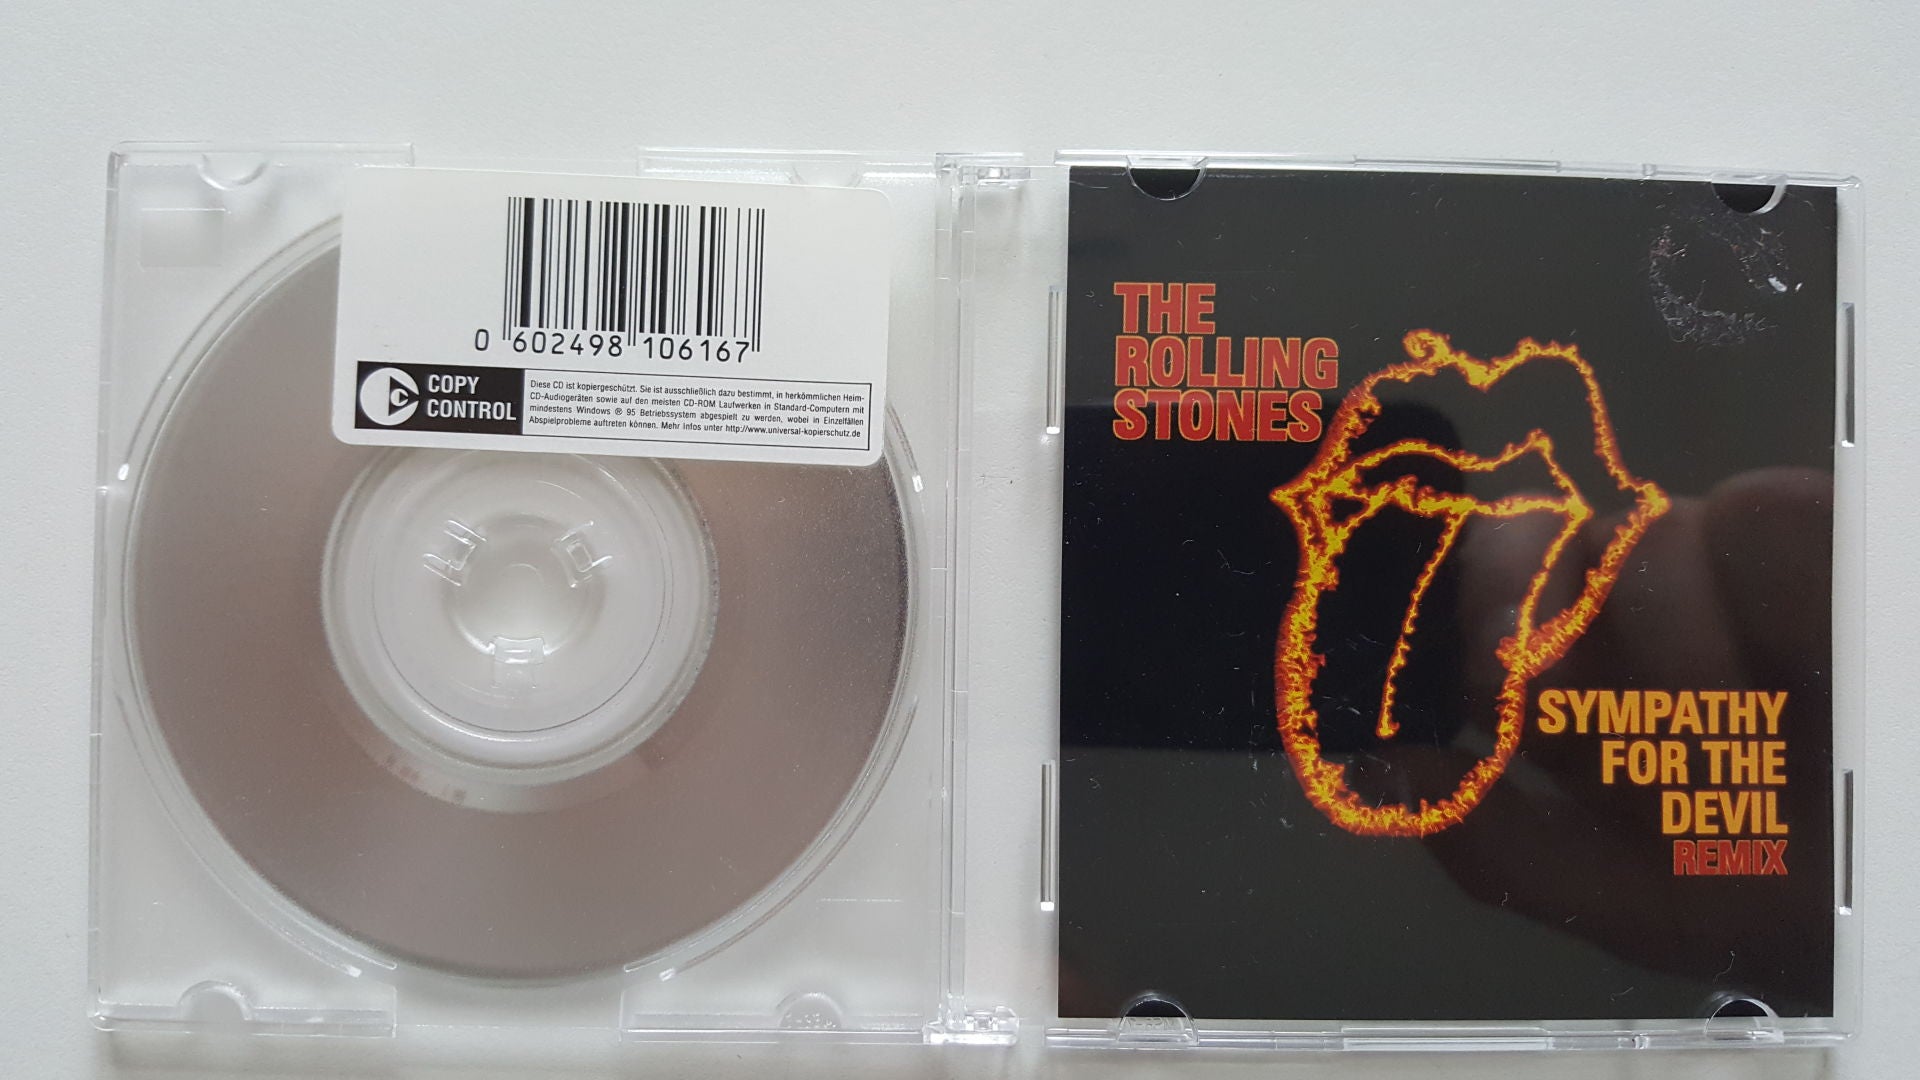 0 602498 106167
COPY
CONTROL
Diese CD ist kopiergeschützt. Sie ist ausschließlich dazu bestimmt, in herkömmlichen Heim-
CD-Audiogeräten sowie auf den meisten CD-ROM Laufwerken in Standard-Computern mit
mindestens Windows ® 95 Betriebssystem abgespielt zu werden, wobei in Einzelfällen
Abspielprobleme auftreten können. Mehr Infos unter http://www.universal-kopierschutz.de
THE
ROLLING
STONES
SYMPATHY
FOR THE
DEVIL
REMIX